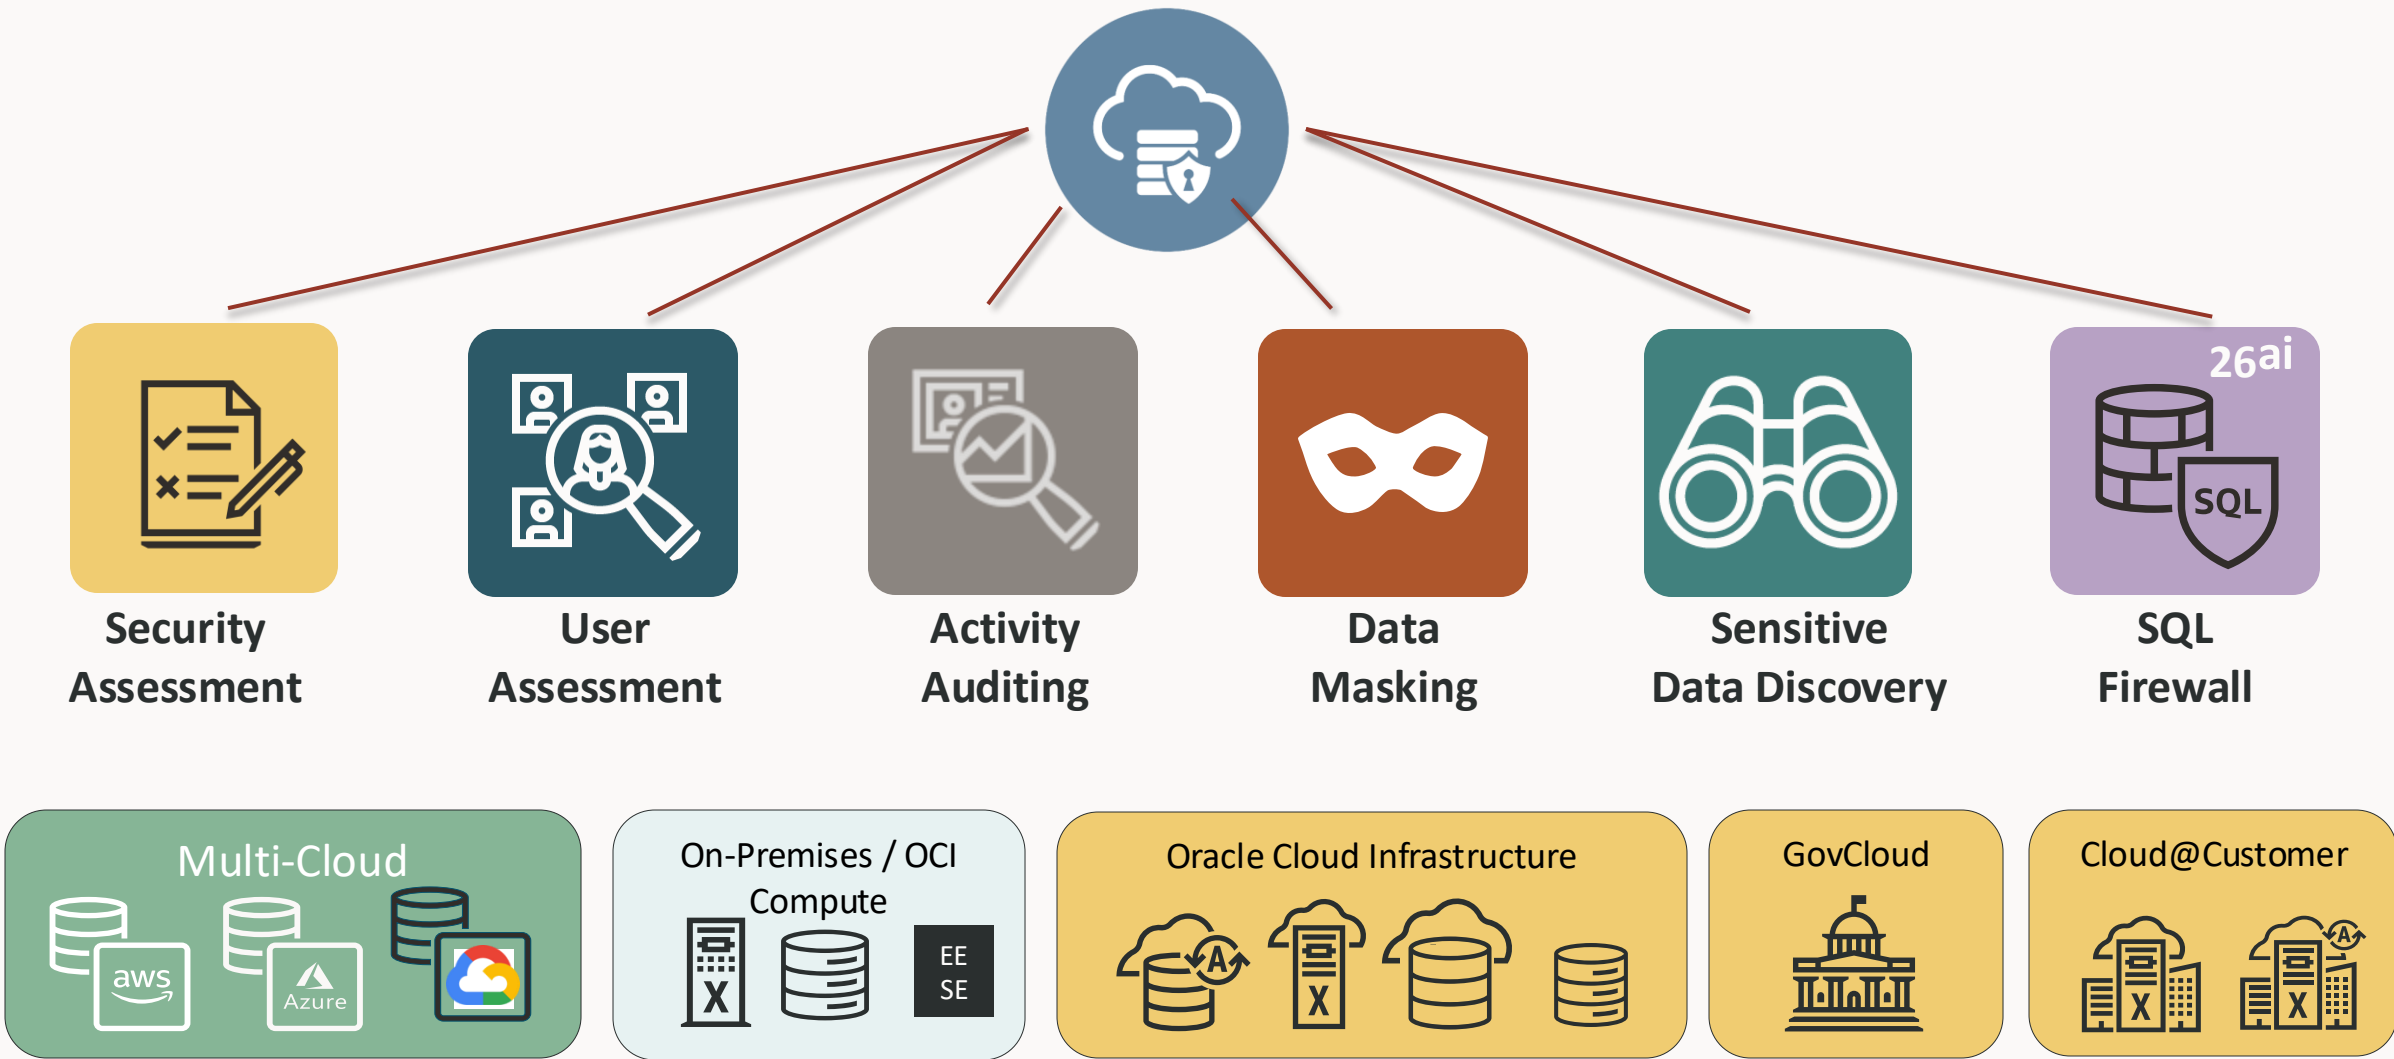 26ai
SQL
Security
Assessment
User
Assessment
Activity
Auditing
Data
Masking
Sensitive
Data Discovery
SQL
Firewall
Multi-Cloud
aws
Azure
On-Premises / OCI
Compute
X
EE
SE
Oracle Cloud Infrastructure
A
X
GovCloud
Cloud@Customer
X
X
A